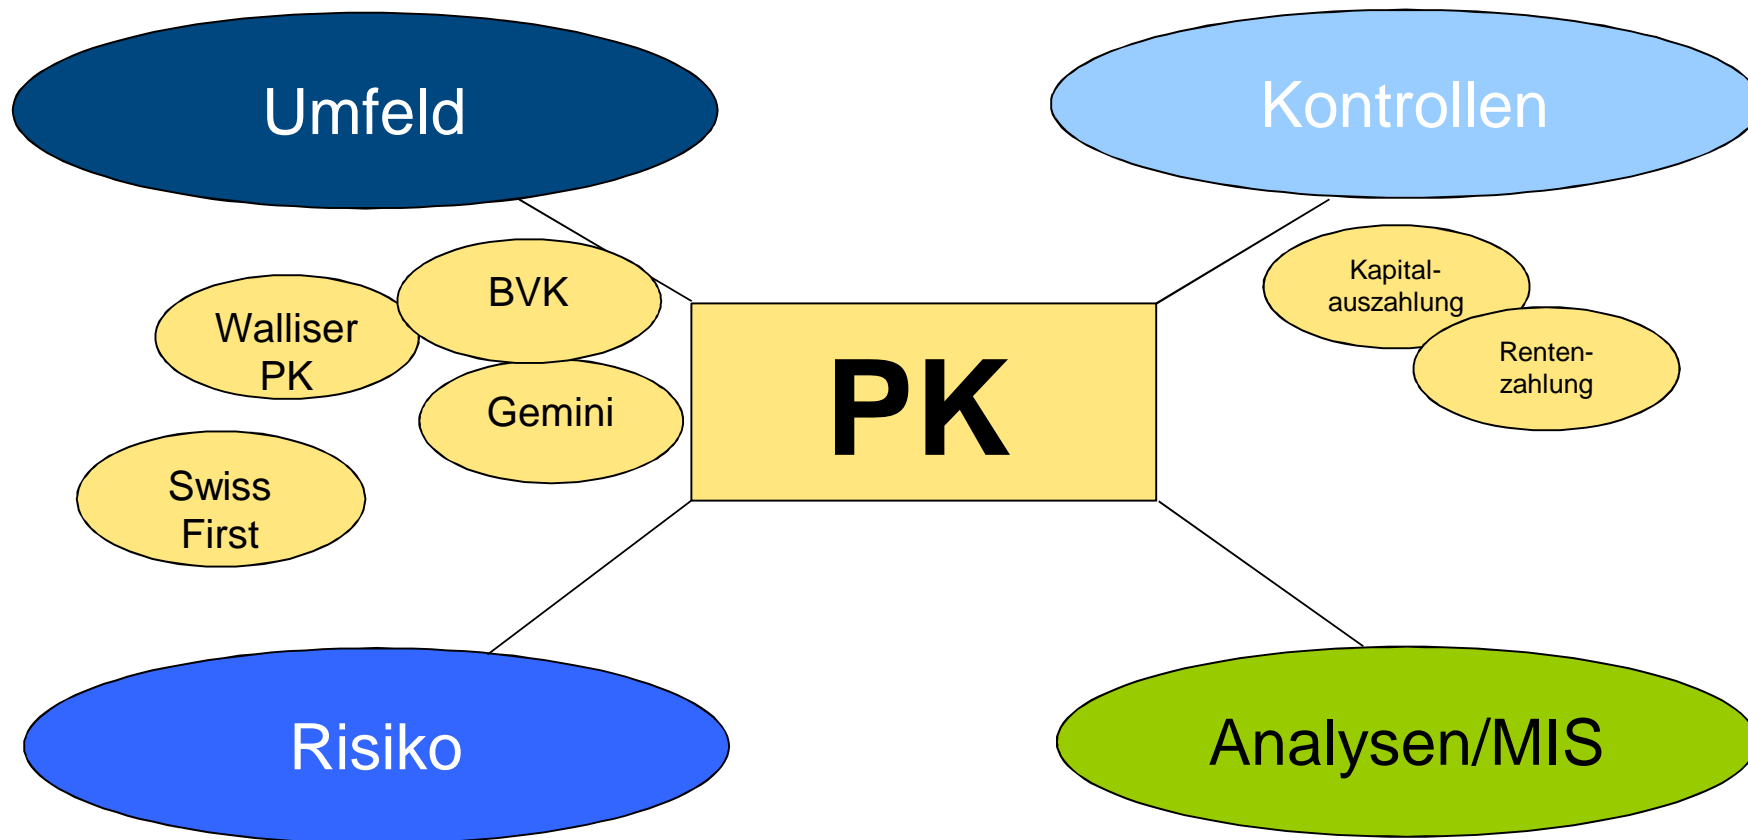 Umfeld
Kontrollen
BVK
Walliser
PK
Gemini
Swiss
First
PK
Kapital-
auszahlung
Renten-
zahlung
Risiko
Analysen/MIS